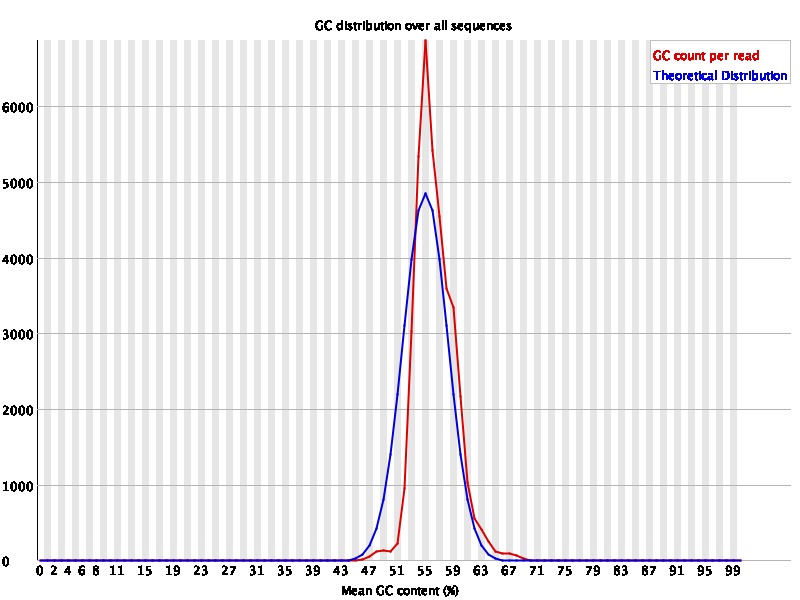 GC distribution over all sequences
GC count per read
Theoretical Distribution
6000
5000
4000
3000
2000
1000
0
0 2 4 6 8 11 15 19 23 27 31 35 39 43 47 51 55 59 63 67 71 75 79 83 87 91 95 99
Mean GC content (%)